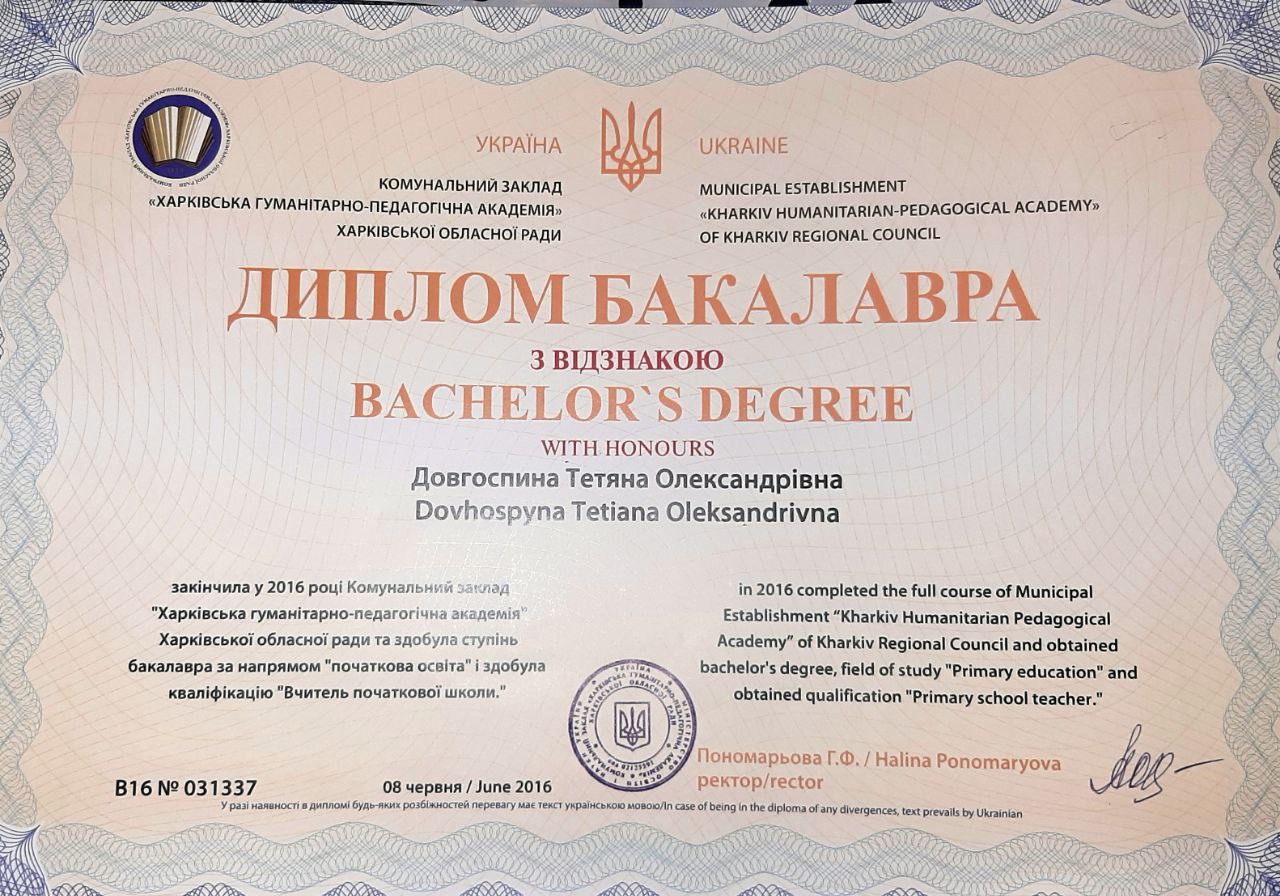 УКРАЇНА
КОМУНАЛЬНИЙ ЗАКЛАД
«ХАРКІВСЬКА ГУМАНІТАРНО-ПЕДАГОГІЧНА АКАДЕМІЯ»
ХАРКІВСЬКОЇ ОБЛАСНОЇ РАДИ
UKRAINE
MUNICIPAL ESTABLISHMENT
«KHARKIV HUMANITARIAN-PEDAGOGICAL ACADEMY»
OF KHARKIV REGIONAL COUNCIL
ДИПЛОМ БАКАЛАВРА
З ВІДЗНАКОЮ
BACHELOR`S DEGREE
WITH HONOURS
Довгоспина Тетяна Олександрівна
Dovhospyna Tetiana Oleksandrivna
закінчила у 2016 році Комунальний заклад
"Харківська гуманітарно-педагогічна академія"
Харківської обласної ради та здобула ступінь
бакалавра за напрямом "початкова освіта" і здобула
кваліфікацію "Вчитель початкової школи."
in 2016 completed the full course of Municipal
Establishment “Kharkiv Humanitarian Pedagogical
Academy” of Kharkiv Regional Council and obtained
bachelor's degree, field of study "Primary education" and
obtained qualification "Primary school teacher."
Пономарьова Г.Ф. / Halina Ponomaryova
ректор/rector
B16 № 031337
08 червня / June 2016
У разі наявності в дипломі будь-яких розбіжностей перевагу має текст українською мовою/In case of being in the diploma of any divergences, text prevails by Ukrainian